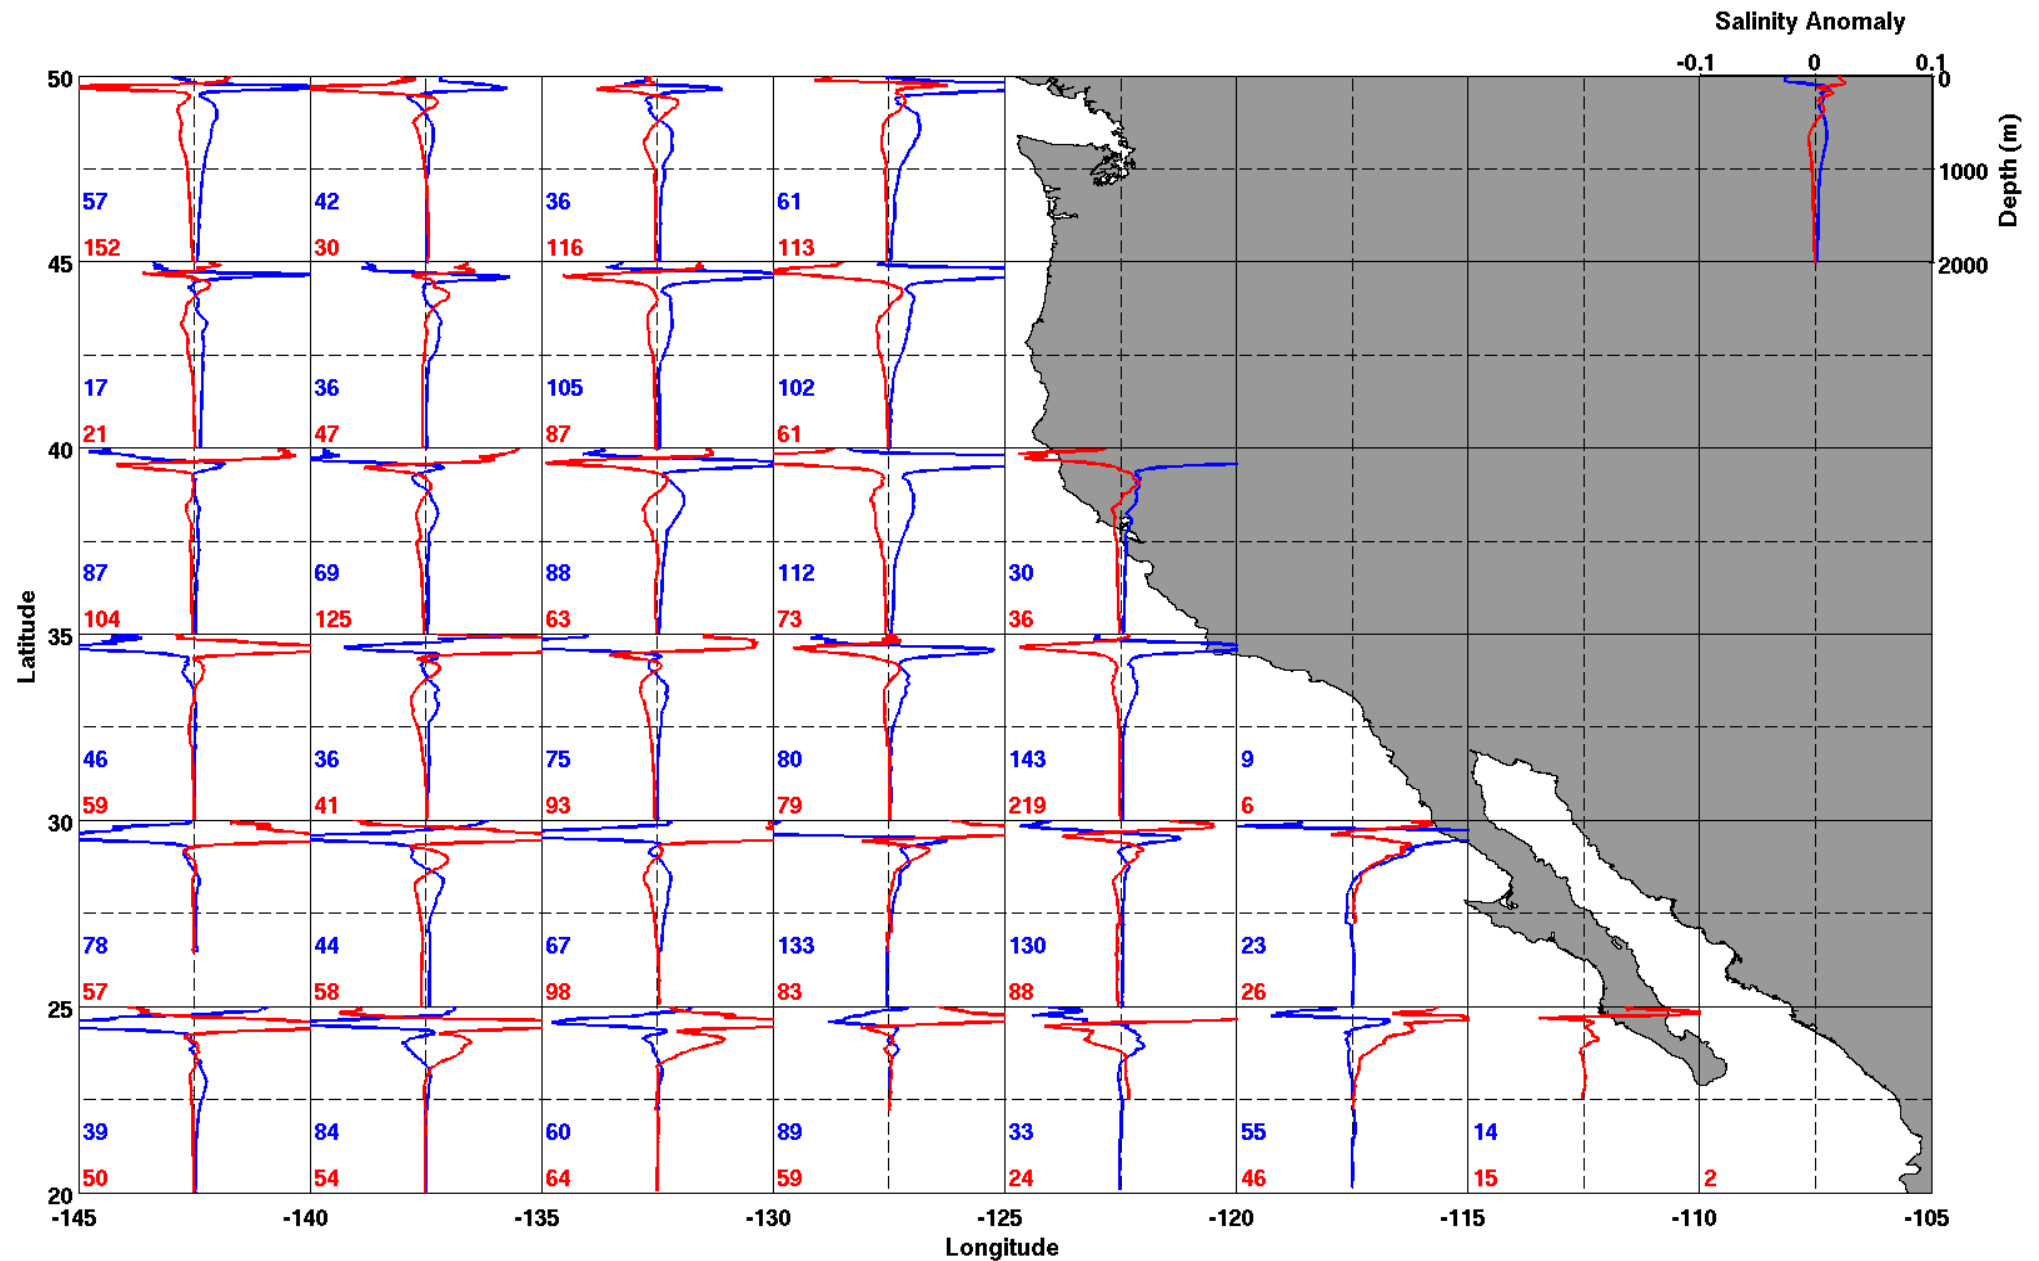 Salinity Anomaly
-0.1 0 0.1
50 0
1000 Depth (m)
57 42 36 61
152 30 116 113
45 2000
17 36 105 102
21 47 87 61
40
87 69 88 112 30
104 125 63 73 36
35
Latitude
46 36 75 80 143 9
59 41 93 79 219 6
30
78 44 67 133 130 23
57 58 98 83 88 26
25
39 84 60 89 33 55 14
50 54 64 59 24 46 15 2
20
-145 -140 -135 -130 -125 -120 -115 -110 -105
Longitude